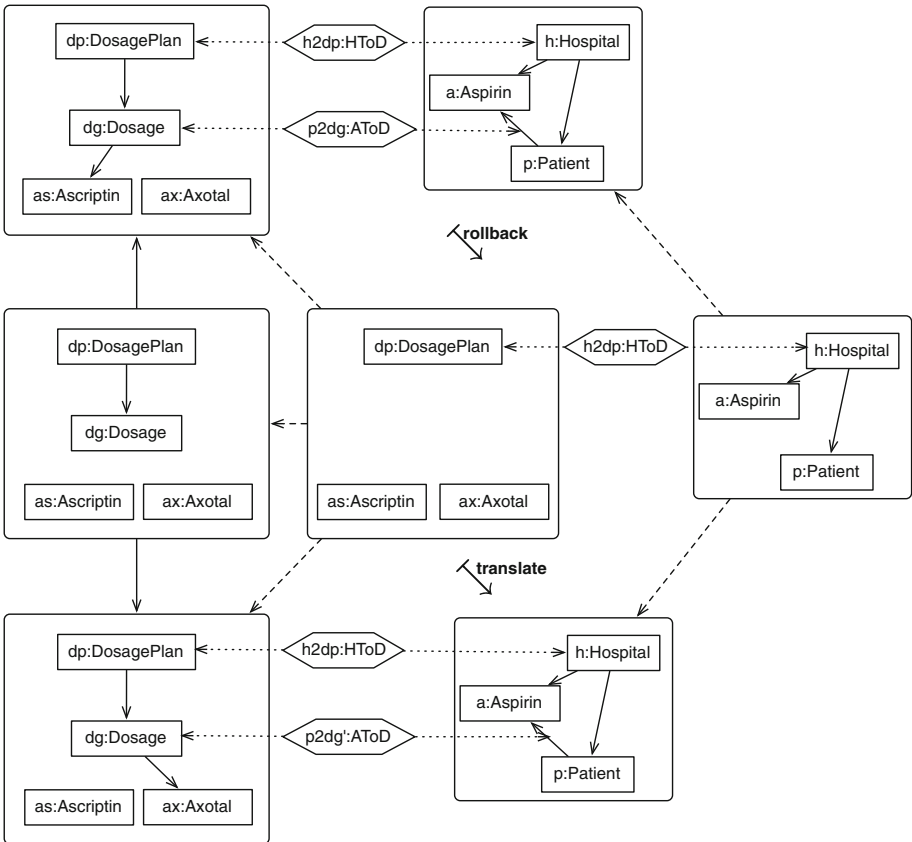 dp:DosagePlan
h2dp:HToD
h:Hospital
a:Aspirin
dg:Dosage
p2dg:AToD
p:Patient
as:Ascriptin
ax:Axotal
rollback
dp:DosagePlan
dp:DosagePlan
h2dp:HToD
h:Hospital
a:Aspirin
dg:Dosage
p:Patient
as:Ascriptin
ax:Axotal
as:Ascriptin
ax:Axotal
translate
dp:DosagePlan
h2dp:HToD
h:Hospital
a:Aspirin
dg:Dosage
p2dg':AToD
p:Patient
as:Ascriptin
ax:Axotal